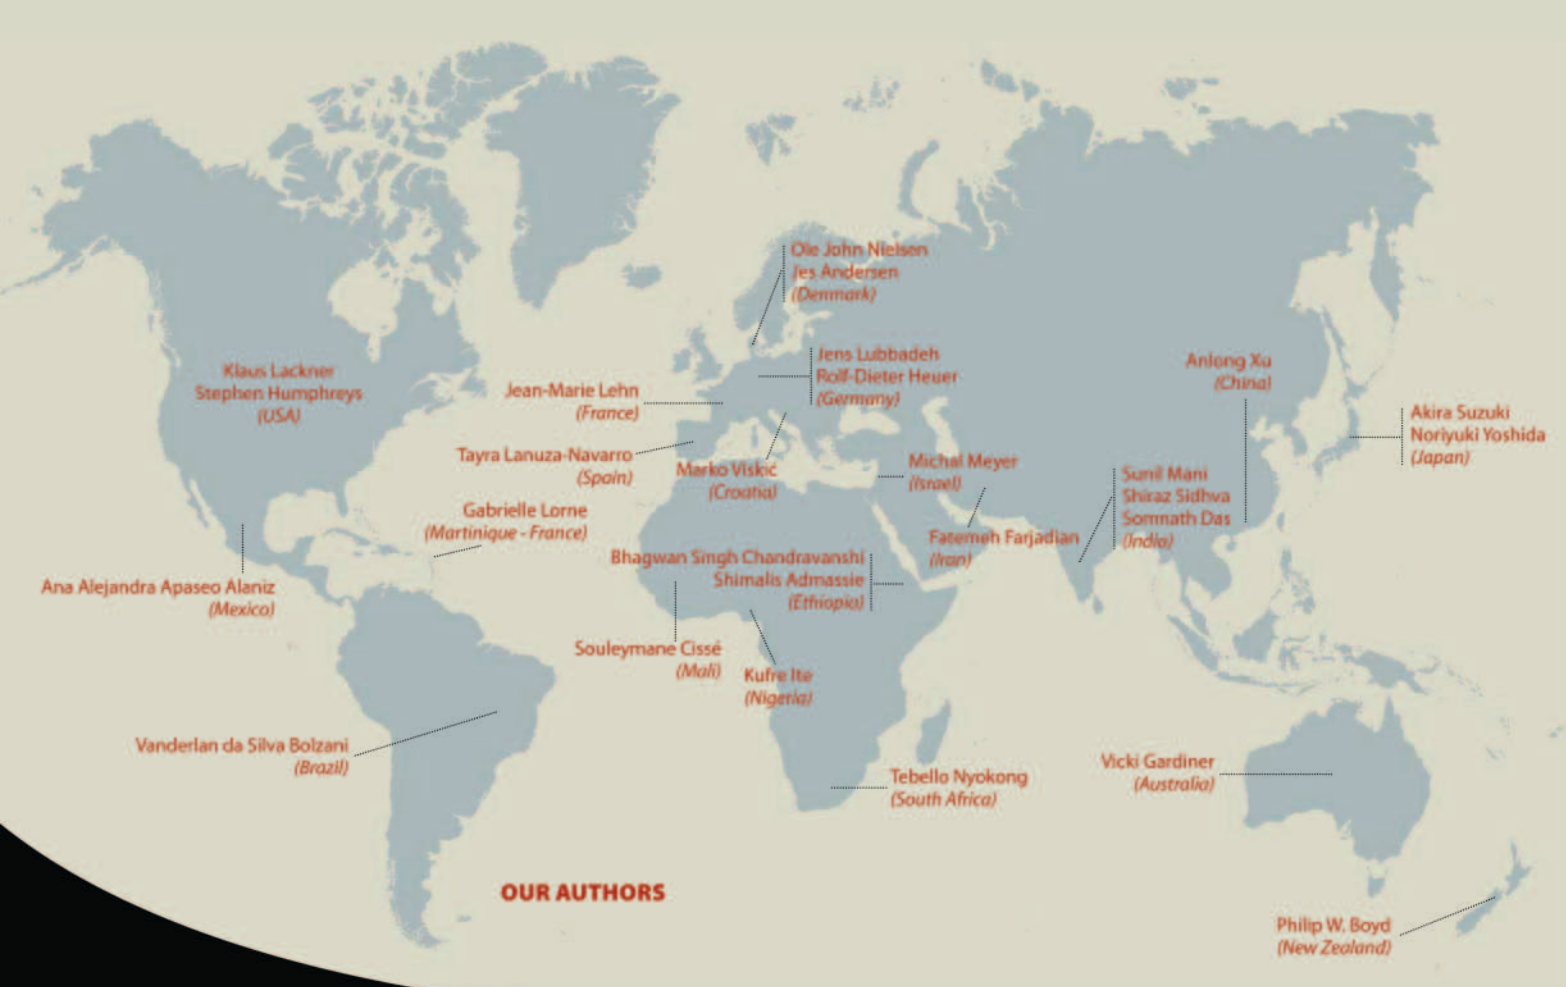 Ole John Nielsen
Jes Andersen
(Denmark)
Jens Lubbadeh
Rolf-Dieter Heuer
(Germany)
Klaus Lackner
Stephen Humphreys
(USA)
Jean-Marie Lehn
(France)
Anlong Xu
(China)
Akira Suzuki
Noriyuki Yoshida
(Japan)
Tayra Lanuza-Navarro
(Spain)
Marko Viskić
(Croatia)
Michal Meyer
(Israel)
Sunil Mani
Shiraz Sidhva
Somnath Das
(India)
Gabrielle Lorne
(Martinique - France)
Fatemeh Farjadian
(Iran)
Bhagwan Singh Chandravanshi
Shimalis Admassie
(Ethiopia)
Ana Alejandra Apaseo Alaniz
(Mexico)
Souleymane Cissé
(Mali)
Kufre Ite
(Nigeria)
Vanderlan da Silva Bolzani
(Brazil)
Tebello Nyokong
(South Africa)
Vicki Gardiner
(Australia)
OUR AUTHORS
Philip W. Boyd
(New Zealand)